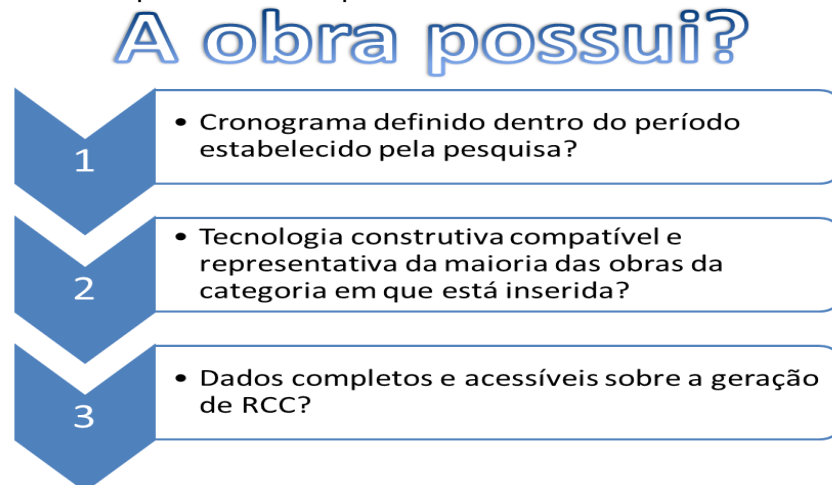 A obra possui?
1
• Cronograma definido dentro do período
estabelecido pela pesquisa?
2
• Tecnologia construtiva compatível e
representativa da maioria das obras da
categoria em que está inserida?
3
• Dados completos e acessíveis sobre a geração
de RCC?